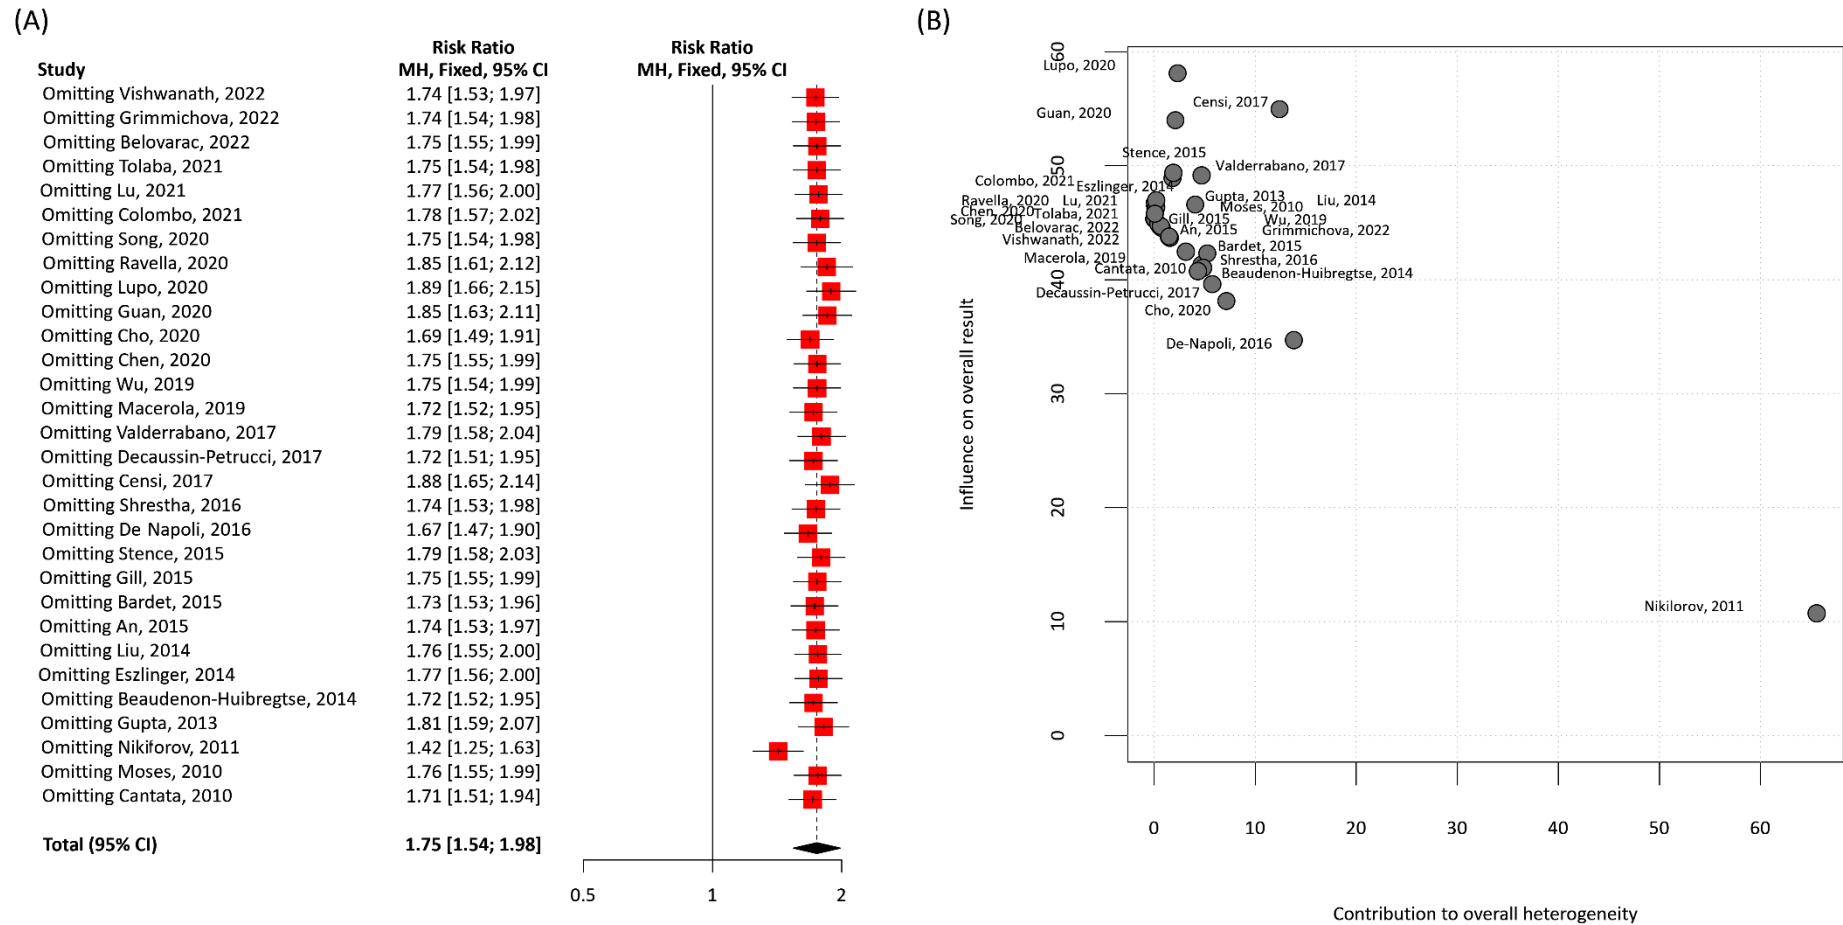 (A)
Risk Ratio
Risk Ratio
Study
MH, Fixed, 95% CI
MH, Fixed, 95% CI
Omitting Vishwanath, 2022 1.74 [1.53; 1.97]
Omitting Grimmichova, 2022 1.74 [1.54; 1.98]
Omitting Belovarac, 2022 1.75 [1.55; 1.99]
Omitting Tolaba, 2021 1.75 [1.54; 1.98]
Omitting Lu, 2021 1.77 [1.56; 2.00]
Omitting Colombo, 2021 1.78 [1.57; 2.02]
Omitting Song, 2020 1.75 [1.54; 1.98]
Omitting Ravella, 2020 1.85 [1.61; 2.12]
Omitting Lupo, 2020 1.89 [1.66; 2.15]
Omitting Guan, 2020 1.85 [1.63; 2.11]
Omitting Cho, 2020 1.69 [1.49; 1.91]
Omitting Chen, 2020 1.75 [1.55; 1.99]
Omitting Wu, 2019 1.75 [1.54; 1.99]
Omitting Macerola, 2019 1.72 [1.52; 1.95]
Omitting Valderrabano, 2017 1.79 [1.58; 2.04]
Omitting Decaussin-Petrucci, 2017 1.72 [1.51; 1.95]
Omitting Censi, 2017 1.88 [1.65; 2.14]
Omitting Shrestha, 2016 1.74 [1.53; 1.98]
Omitting De Napoli, 2016 1.67 [1.47; 1.90]
Omitting Stence, 2015 1.79 [1.58; 2.03]
Omitting Gill, 2015 1.75 [1.55; 1.99]
Omitting Bardet, 2015 1.73 [1.53; 1.96]
Omitting An, 2015 1.74 [1.53; 1.97]
Omitting Liu, 2014 1.76 [1.55; 2.00]
Omitting Eszlinger, 2014 1.77 [1.56; 2.00]
Omitting Beaudenon-Huibregtse, 2014 1.72 [1.52; 1.95]
Omitting Gupta, 2013 1.81 [1.59; 2.07]
Omitting Nikiforov, 2011 1.42 [1.25; 1.63]
Omitting Moses, 2010 1.76 [1.55; 1.99]
Omitting Cantata, 2010 1.71 [1.51; 1.94]
Total (95% CI) 1.75 [1.54; 1.98]
0.5 1 2
(B)
Influence on overall result
60
50
40
30
20
10
0
Lupo, 2020
Censi, 2017
Guan, 2020
Stence, 2015
Valderrabano, 2017
Colombo, 2021
Eszlinger, 2014
Ravella, 2020
Lu, 2021
Gupta, 2013
Liu, 2014
Moses, 2010
Chen, 2020
Tolaba, 2021
Song, 2020
Gill, 2015
Wu, 2019
Belovarac, 2022
An, 2015
Grimmichova, 2022
Vishwanath, 2022
Bardet, 2015
Macerola, 2019
Shrestha, 2016
Cantata, 2010
Beaudenon-Huibregtse, 2014
Decaussin-Petrucci, 2017
Cho, 2020
De-Napoli, 2016
Nikilorov, 2011
0 10 20 30 40 50 60
Contribution to overall heterogeneity